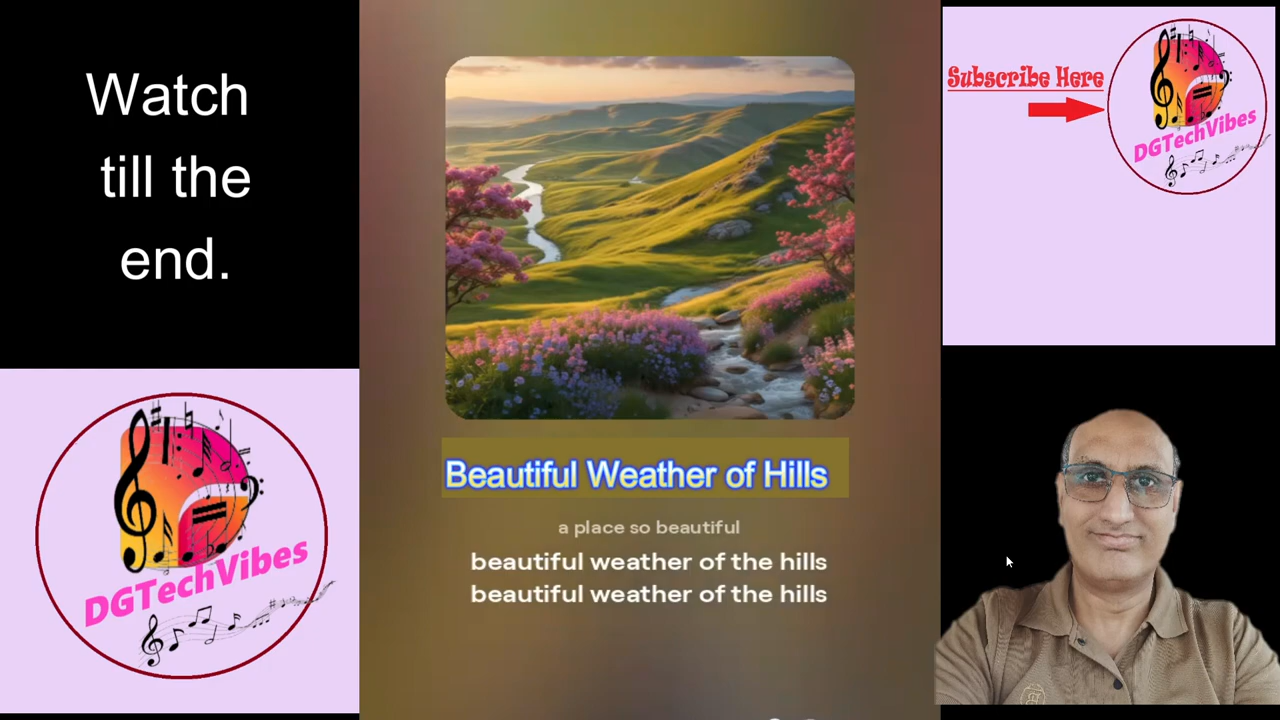 Watch
till the
end.
DGTechVibes
Beautiful Weather of Hills
a place so beautiful
beautiful weather of the hills
beautiful weather of the hills
Subscribe Here
DGTechVibes